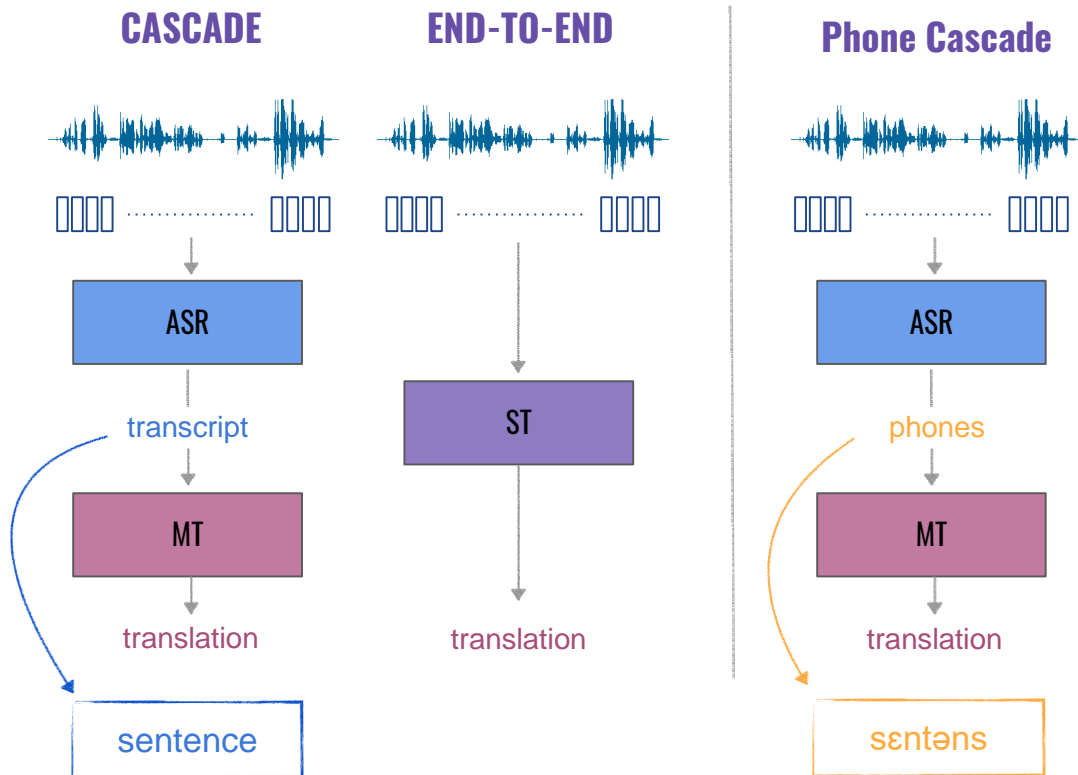 CASCADE
END-TO-END
Phone Cascade
ASR
ASR
ST
transcript
phones
MT
MT
translation
translation
translation
sentence
sɛntəns